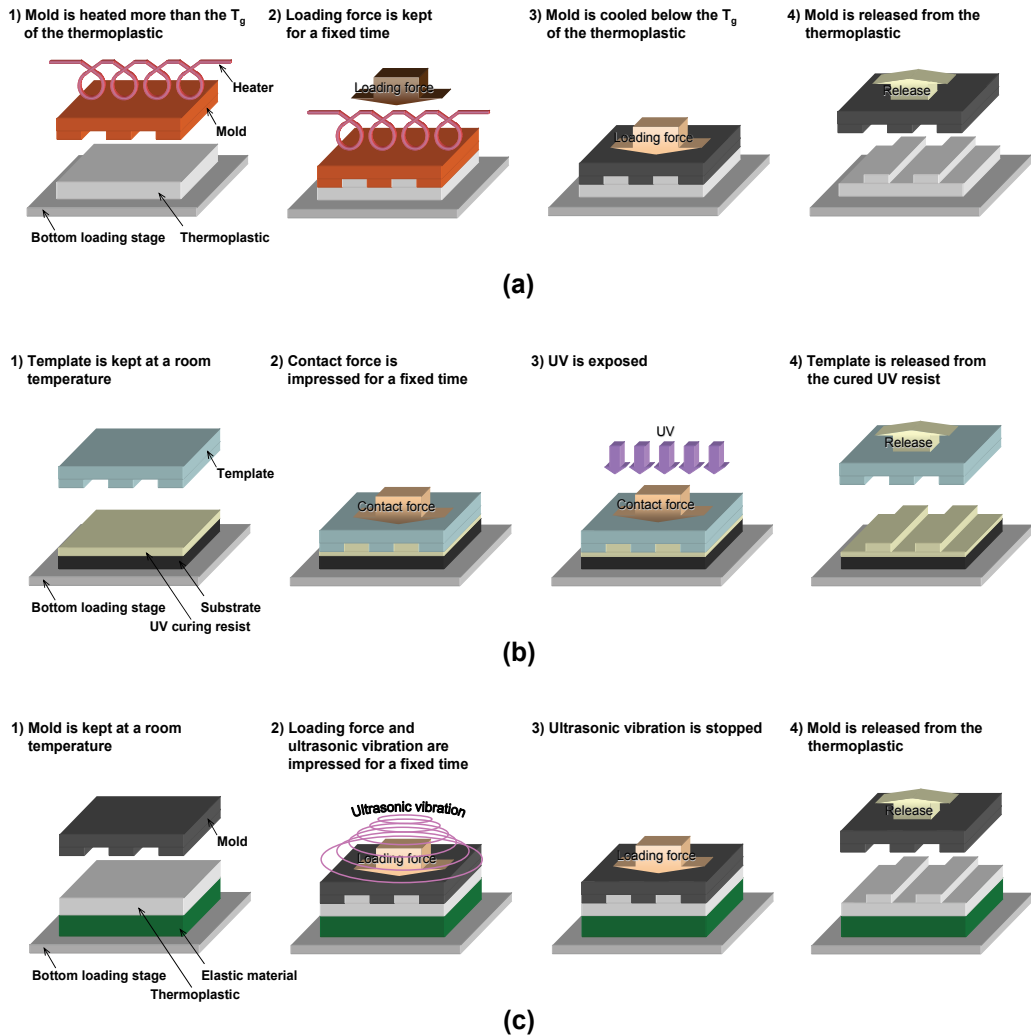 1) Mold is heated more than the Tg
of the thermoplastic
2) Loading force is kept
for a fixed time
3) Mold is cooled below the Tg
of the thermoplastic
4) Mold is released from the
thermoplastic
Heater
Mold
Loading force
Loading force
Release
Bottom loading stage
Thermoplastic
(a)
1) Template is kept at a room
temperature
2) Contact force is
impressed for a fixed time
3) UV is exposed
4) Template is released from
the cured UV resist
Template
Contact force
UV
Contact force
Release
Bottom loading stage
Substrate
UV curing resist
(b)
1) Mold is kept at a room
temperature
2) Loading force and
ultrasonic vibration are
impressed for a fixed time
3) Ultrasonic vibration is stopped
4) Mold is released from the
thermoplastic
Mold
Ultrasonic vibration
Loading force
Loading force
Release
Bottom loading stage
Elastic material
Thermoplastic
(c)